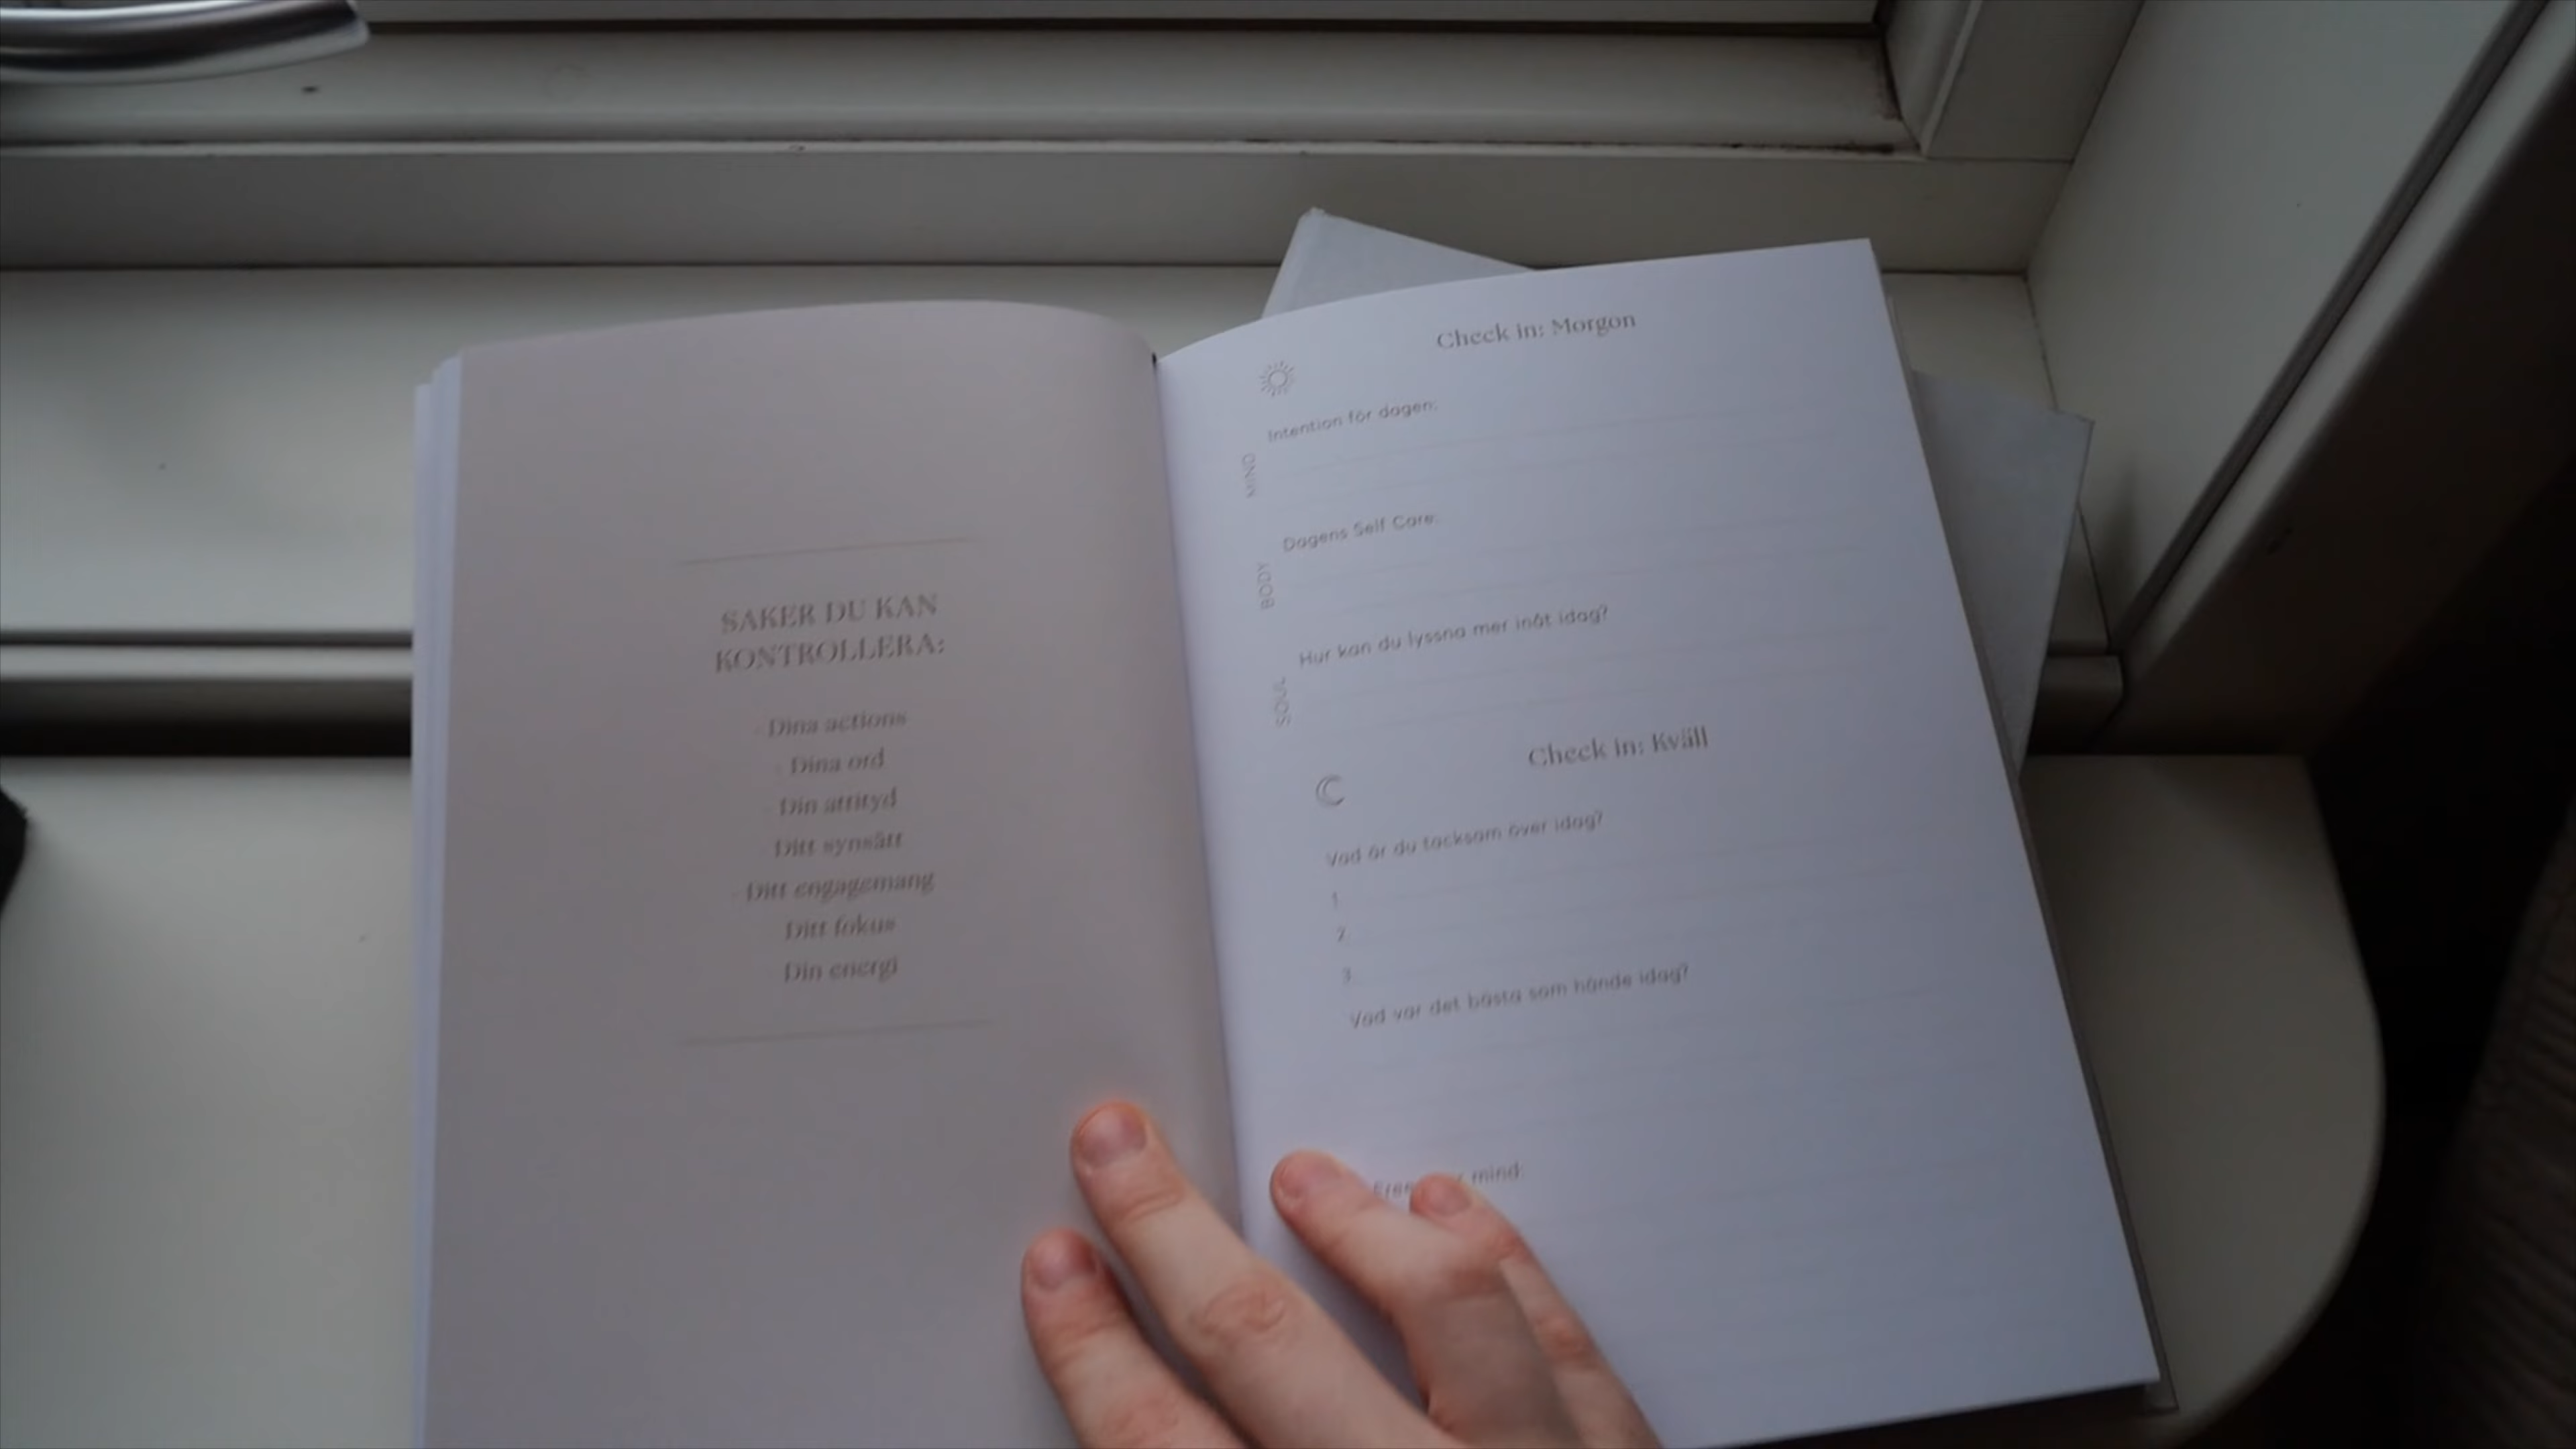 SAKER DU KAN
KONTROLLERA:
Dina actions
Dina ord
Din attityd
Ditt synsätt
Ditt engagemang
Ditt fokus
Din energi
Check in: Morgon
Intention för dagen:
MIND
Dagens Self Care:
BODY
Hur kan du lyssna mer inåt idag?
SOUL
Check in: Kväll
Vad är du tacksam över idag?
1
2
3
Vad var det bästa som hände idag?
mind: